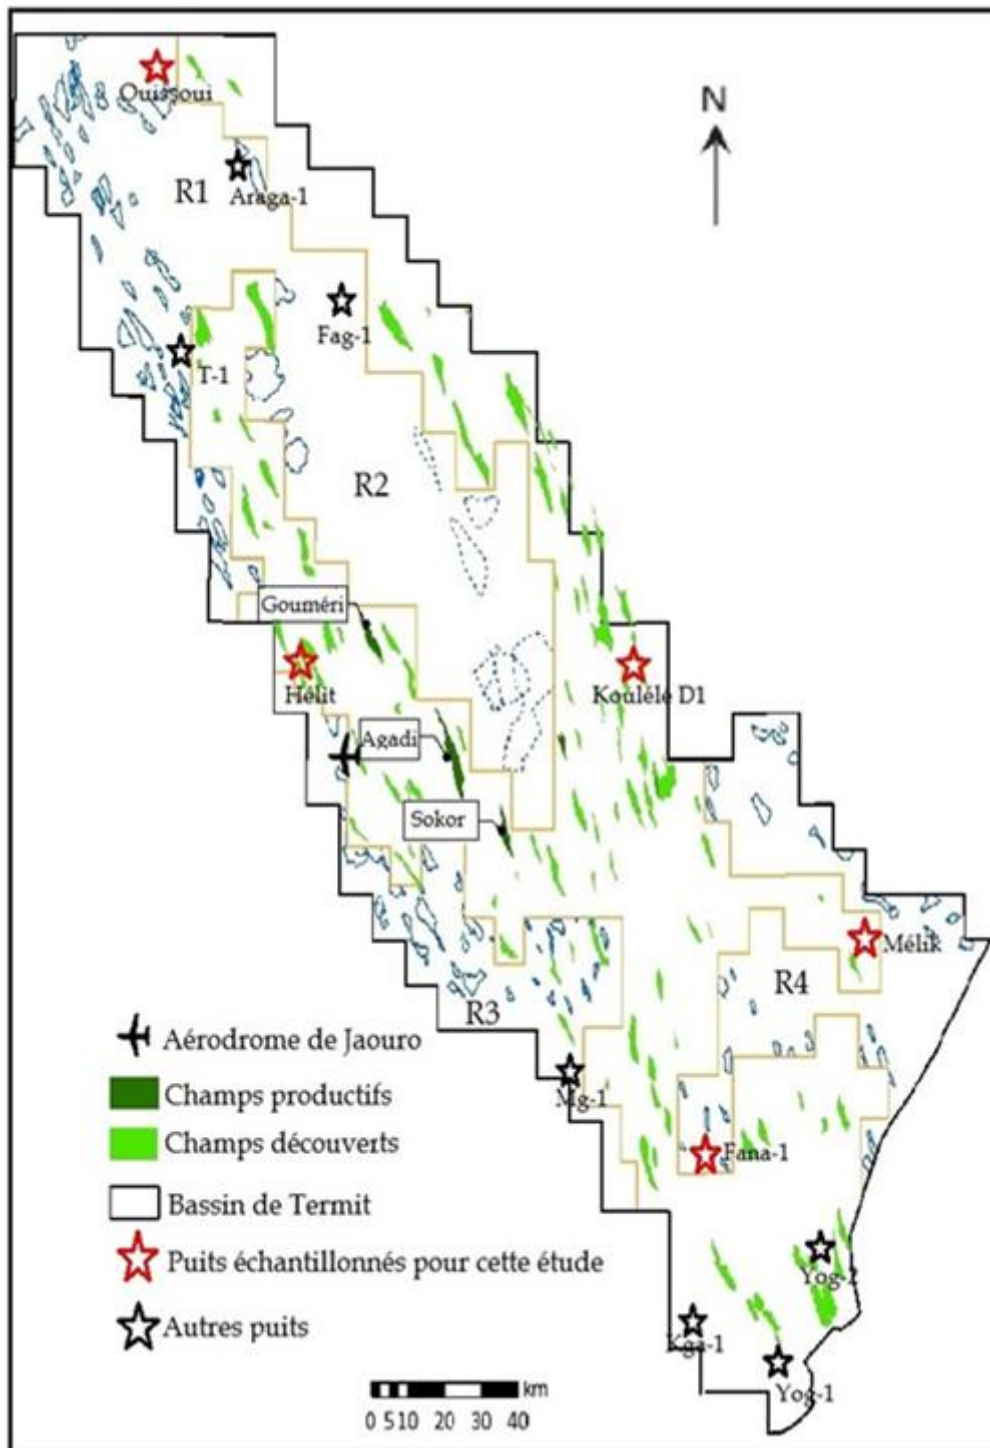 N
Ouissoui
R1
Araga-1
Fag-1
T-1
R2
Gouméri
Hélit
Koulélé D1
Agadi
Sokor
Mélik
R4
R3
Aérodrome de Jaouro
Champs productifs
Mg-1
Champs découverts
Fana-1
Bassin de Termit
Puits échantillonnés pour cette étude
Yog-2
Autres puits
Kga-1
Yog-1
km
0 5 10 20 30 40